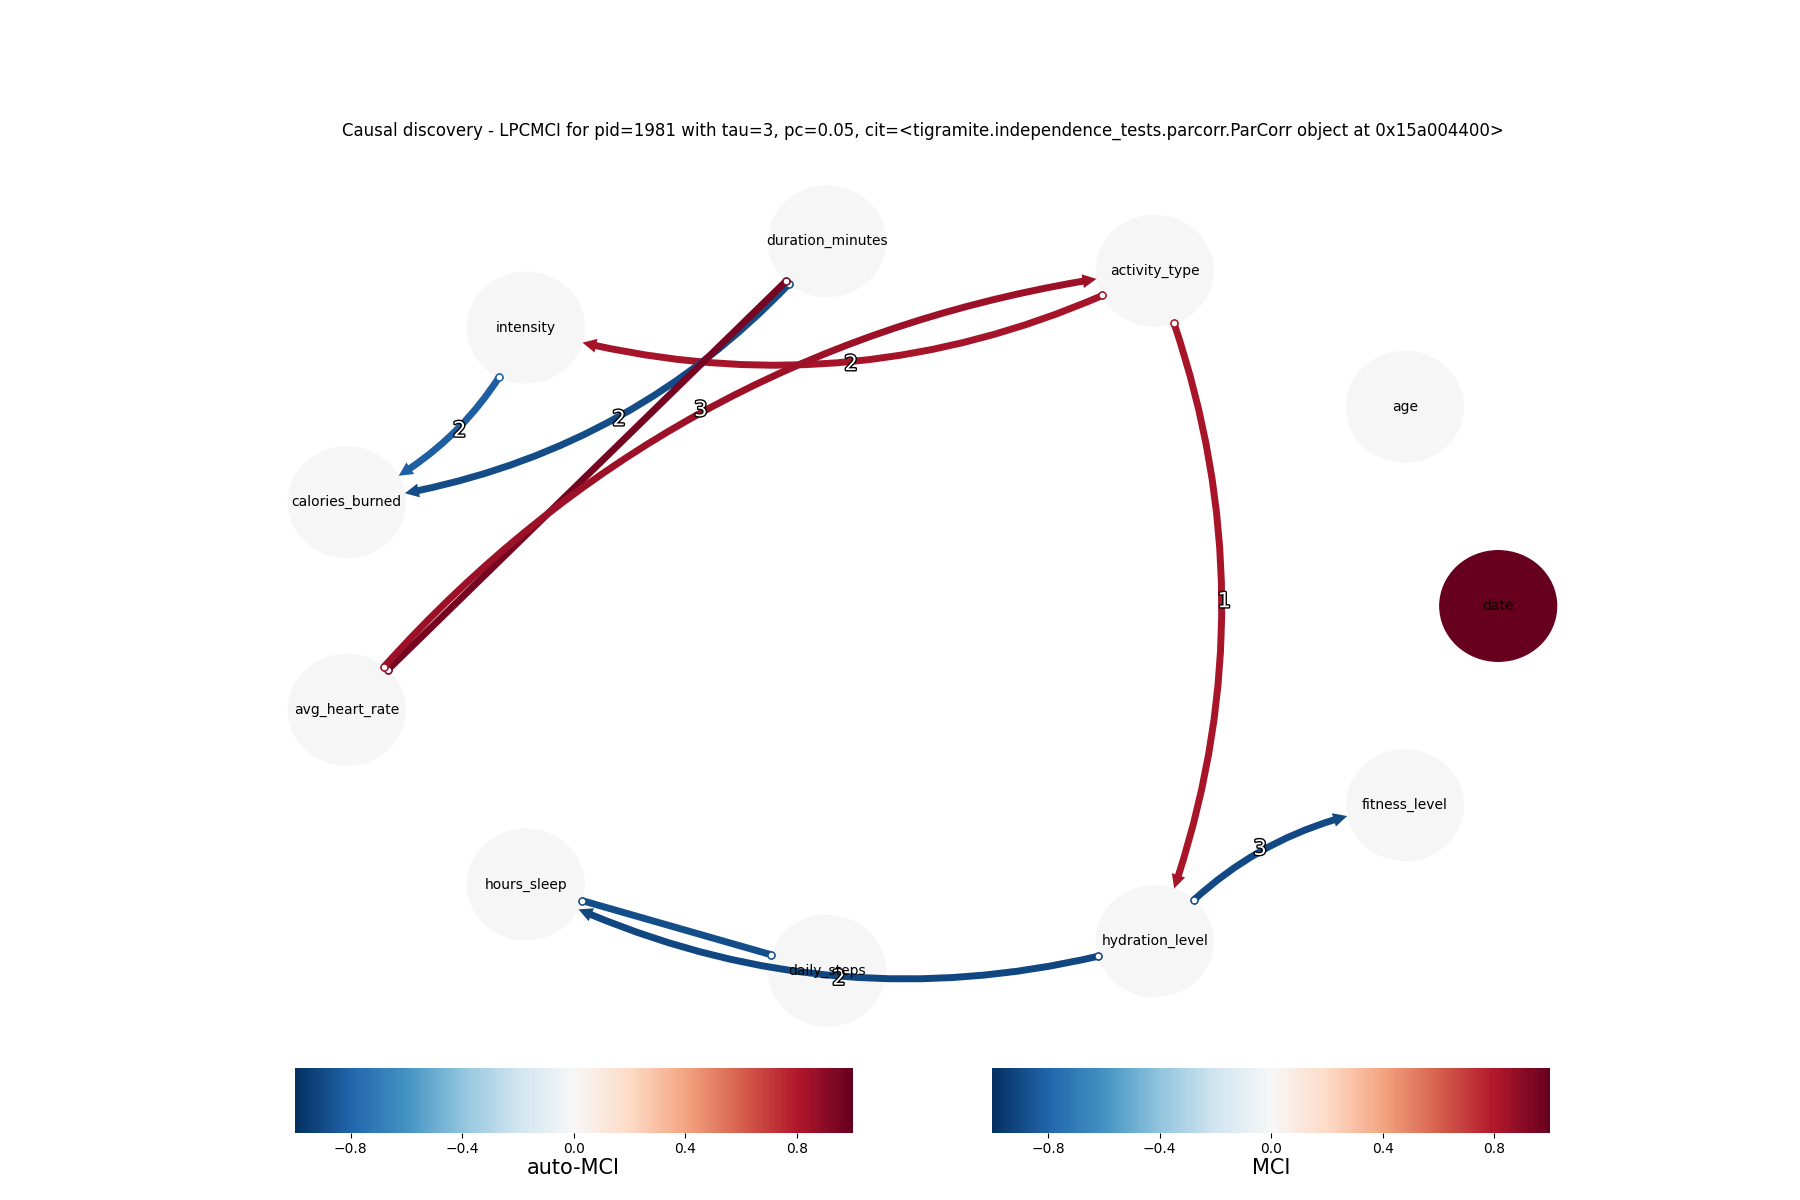 Causal discovery - LPCMCI for pid=1981 with tau=3, pc=0.05, cit=<tigramite.independence_tests.parcorr.ParCorr object at 0x15a004400>
duration_minutes
activity_type
intensity
2
3
2
2
age
calories_burned
1
date
avg_heart_rate
fitness_level
3
hours_sleep
hydration_level
daily_steps
2
−0.8 −0.4 0.0 0.4 0.8
auto-MCI
−0.8 −0.4 0.0 0.4 0.8
MCI